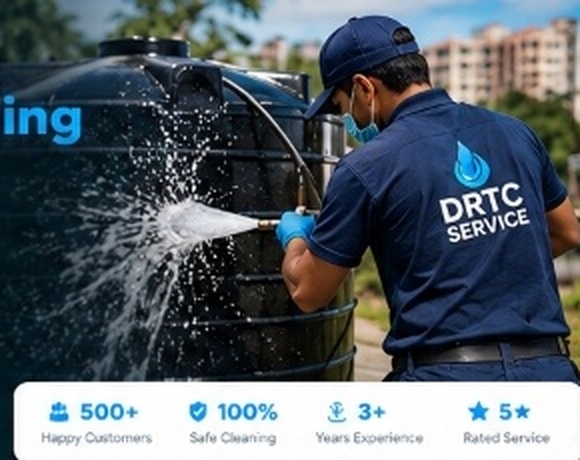 ing
DRTC
SERVICE
500+
Happy Customers
100%
Safe Cleaning
3+
Years Experience
5★
Rated Service